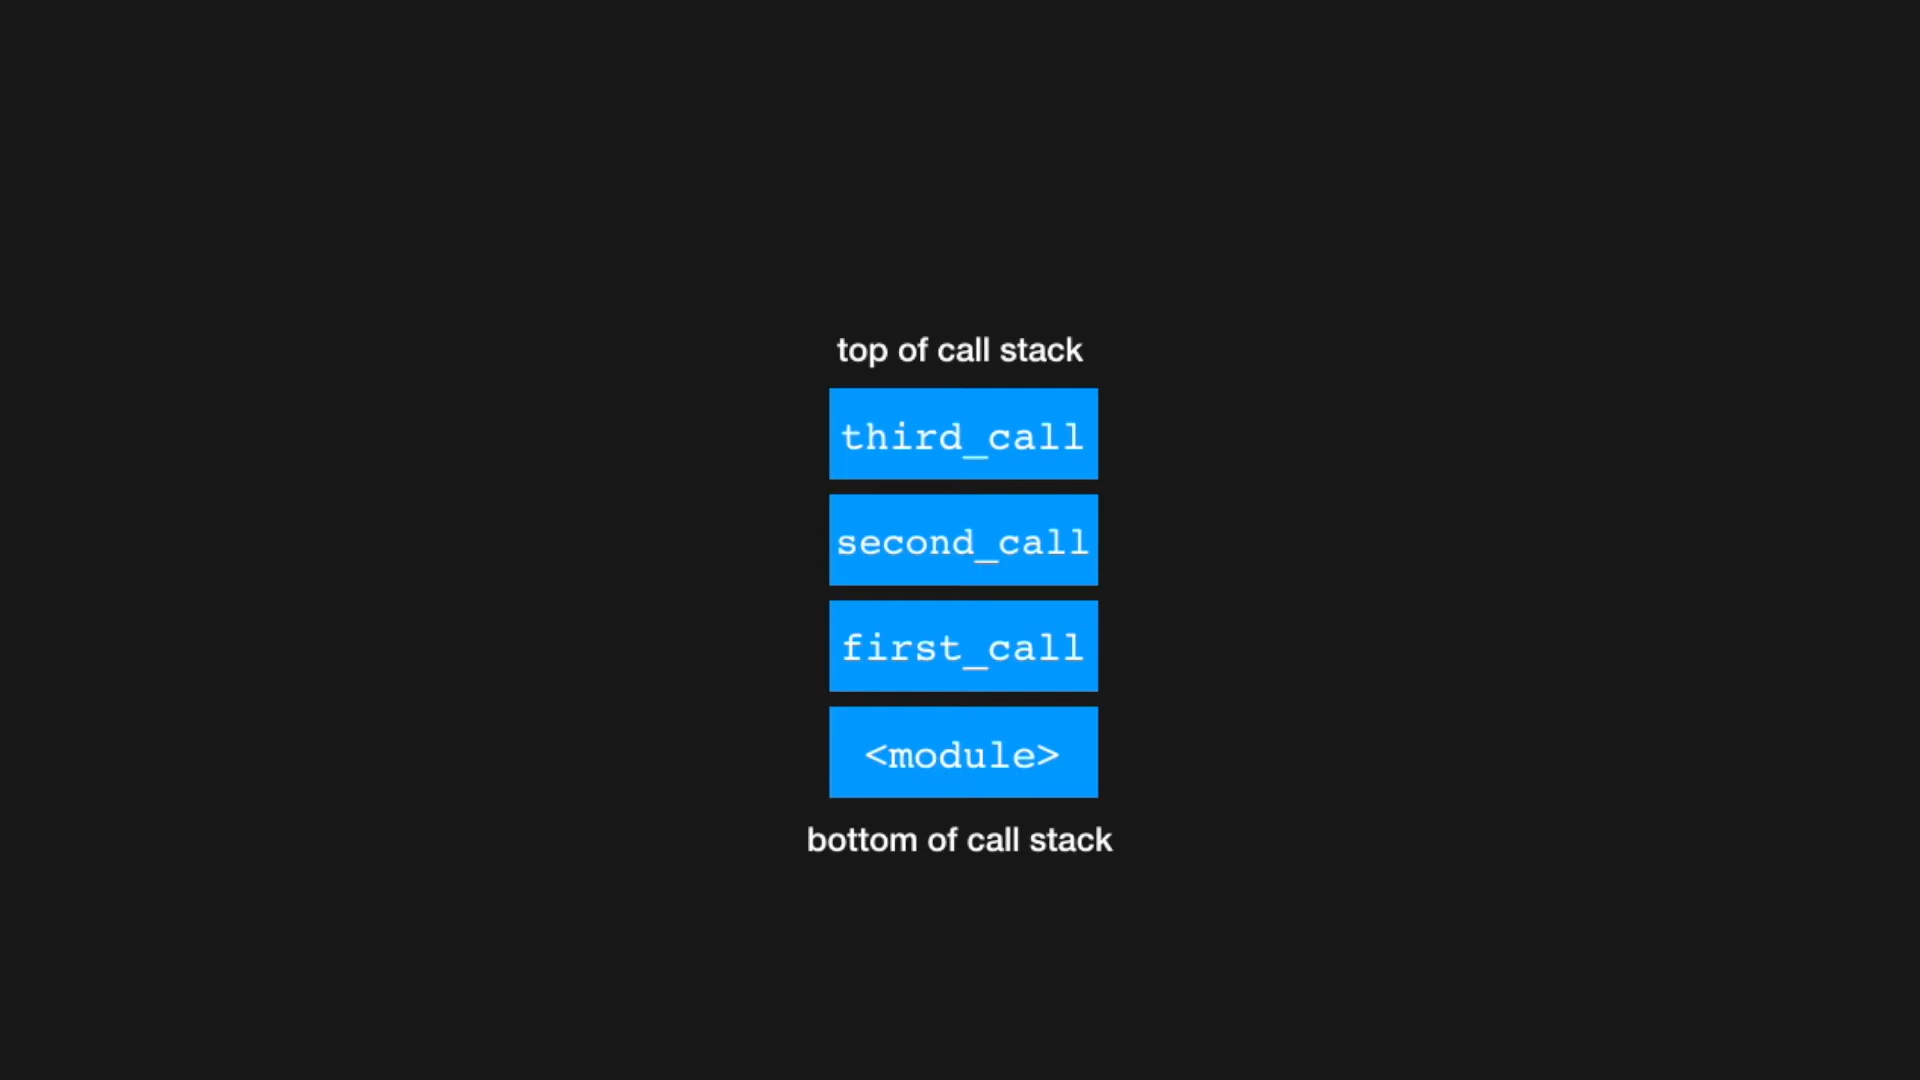 top of call stack
third_call
second_call
first_call
<module>
bottom of call stack